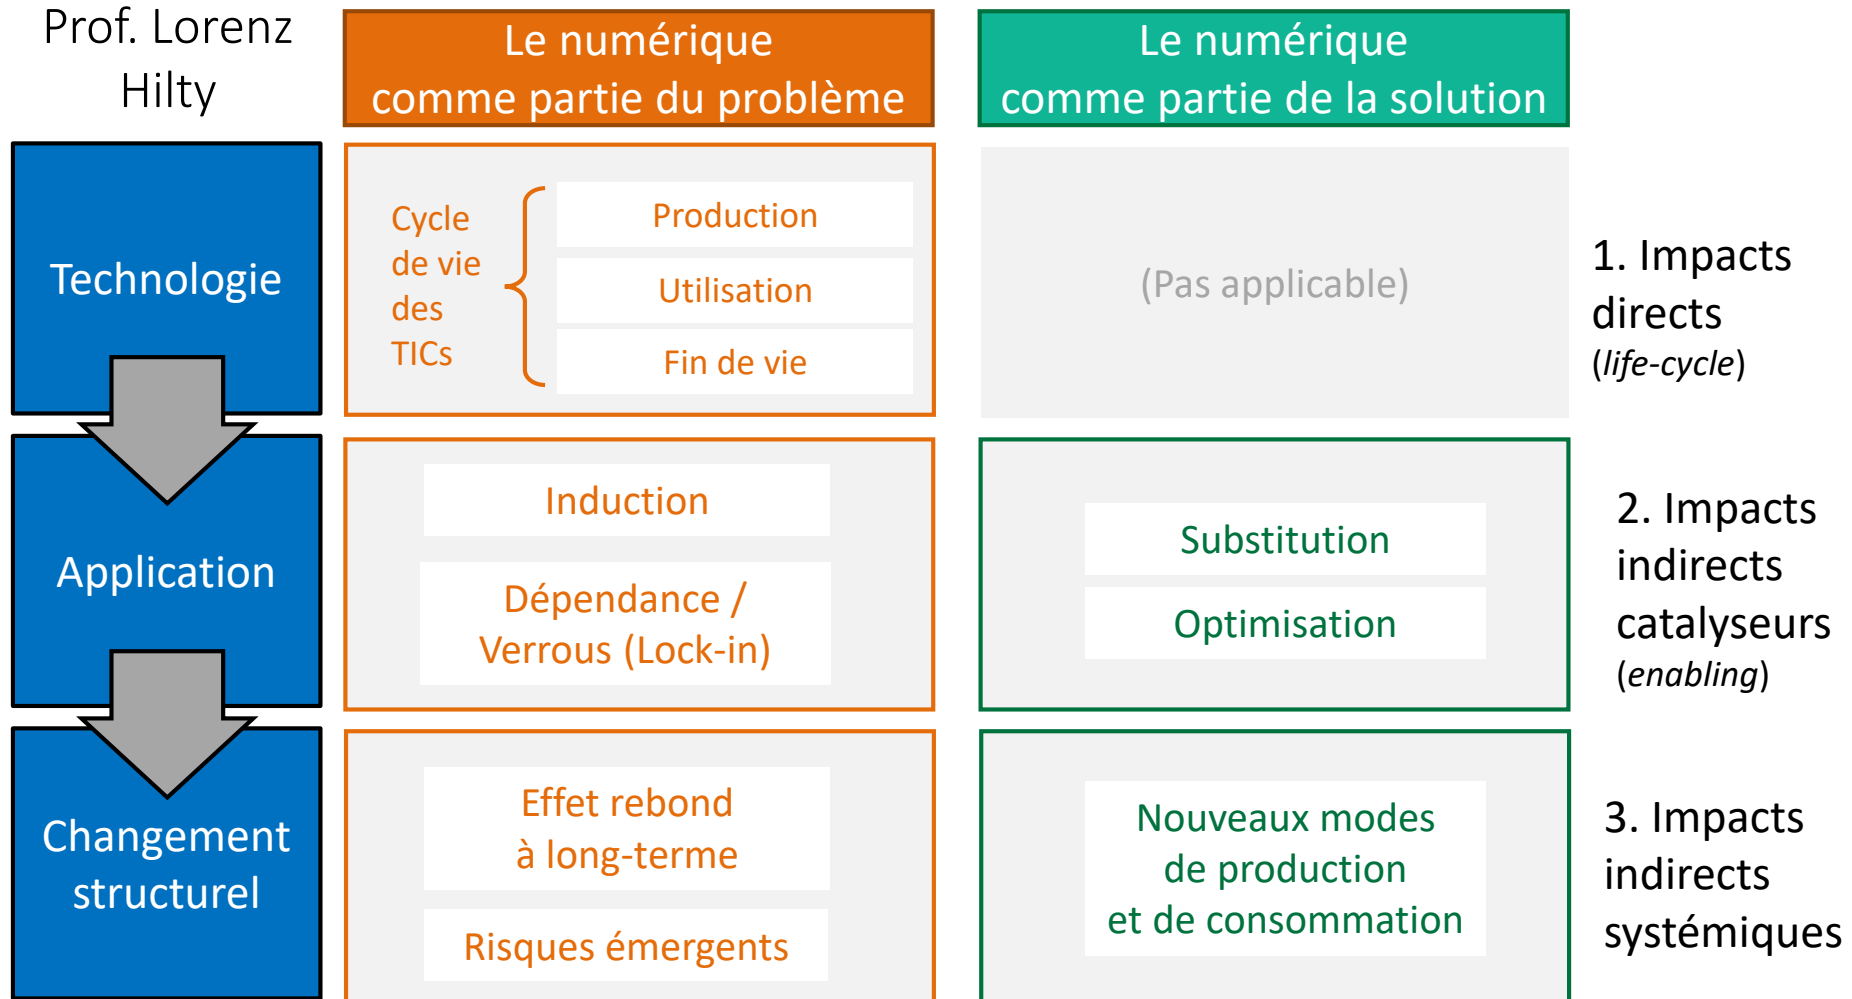 Prof. Lorenz
Hilty
Le numérique
comme partie du problème
Le numérique
comme partie de la solution
Technologie
Cycle
de vie
des
TICs
Production
Utilisation
Fin de vie
(Pas applicable)
1. Impacts
directs
(life-cycle)
Application
Induction
Dépendance /
Verrous (Lock-in)
Substitution
Optimisation
2. Impacts
indirects
catalyseurs
(enabling)
Changement
structurel
Effet rebond
à long-terme
Risques émergents
Nouveaux modes
de production
et de consommation
3. Impacts
indirects
systémiques